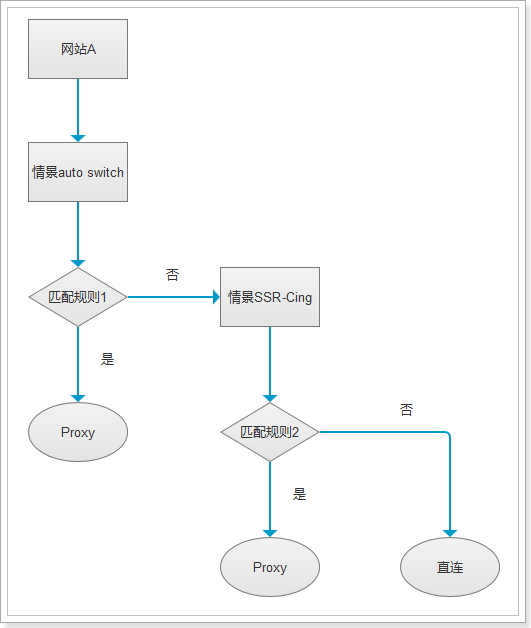 网站A
情景auto switch
匹配规则1
否
情景SSR-Cing
是
Proxy
匹配规则2
否
是
Proxy
直连